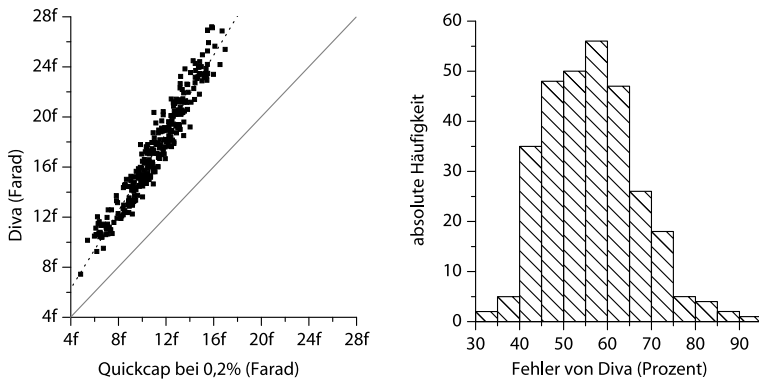 28f
24f
20f
16f
12f
8f
4f
Diva (Farad)
4f 8f 12f 16f 20f 24f 28f
Quickcap bei 0,2% (Farad)
60
50
40
30
20
10
0
absolute Häufigkeit
30 40 50 60 70 80 90
Fehler von Diva (Prozent)